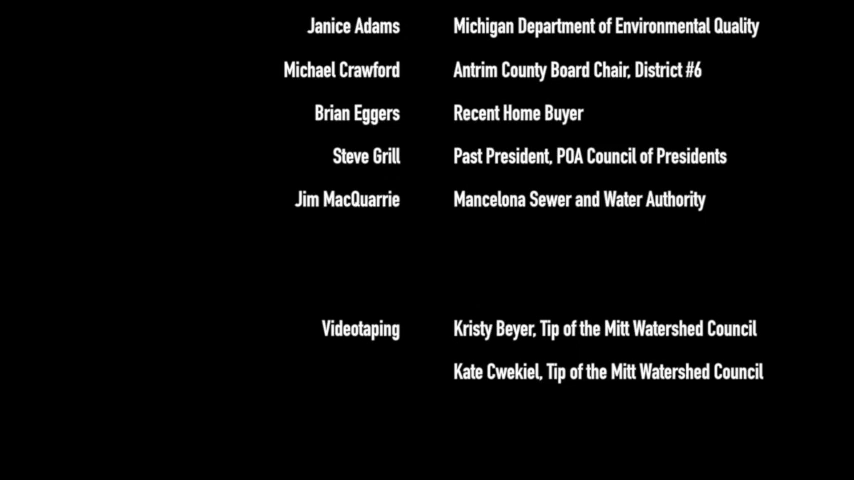 Janice Adams Michigan Department of Environmental Quality
Michael Crawford Antrim County Board Chair, District #6
Brian Eggers Recent Home Buyer
Steve Grill Past President, POA Council of Presidents
Jim MacQuarrie Mancelona Sewer and Water Authority
Videotaping Kristy Beyer, Tip of the Mitt Watershed Council
Kate Cwekiel, Tip of the Mitt Watershed Council